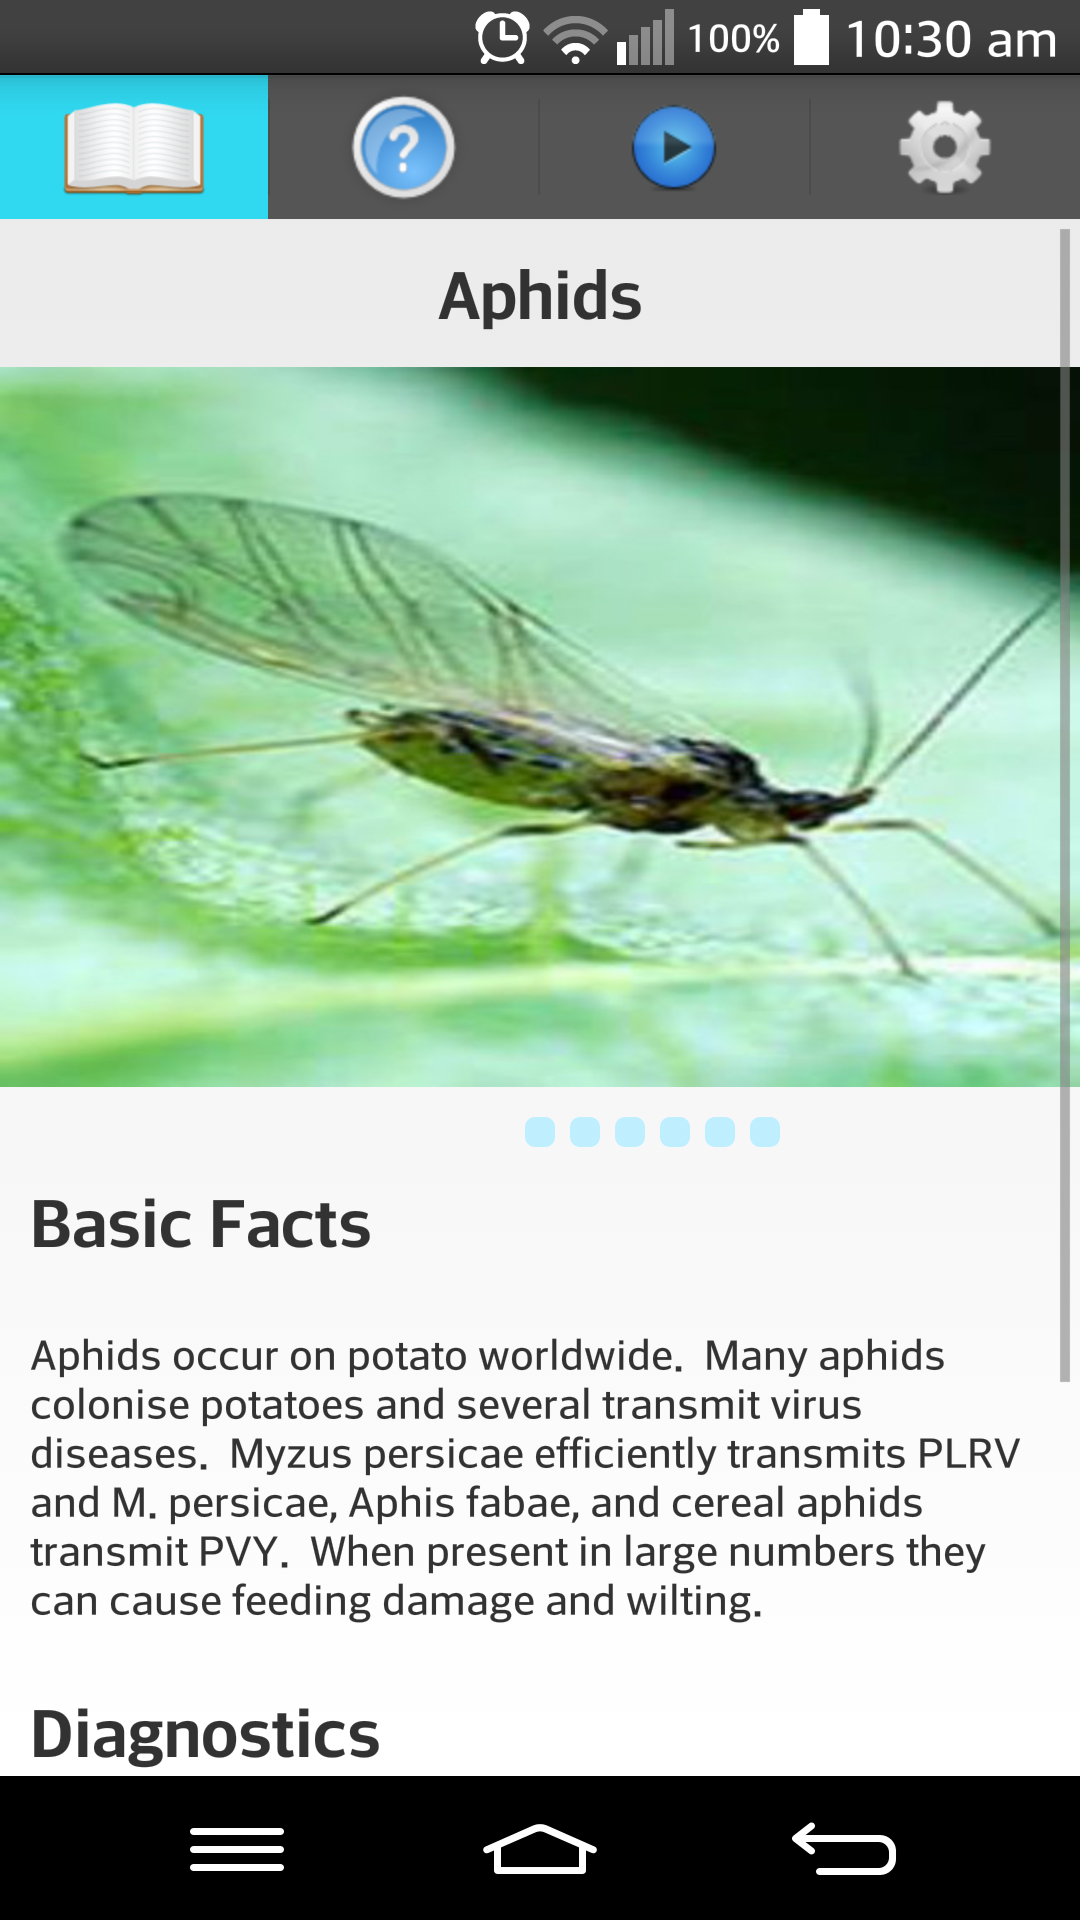 100% 10:30 am
Aphids
Basic Facts
Aphids occur on potato worldwide.  Many aphids
colonise potatoes and several transmit virus
diseases.  Myzus persicae efficiently transmits PLRV
and M. persicae, Aphis fabae, and cereal aphids
transmit PVY.  When present in large numbers they
can cause feeding damage and wilting.
Diagnostics